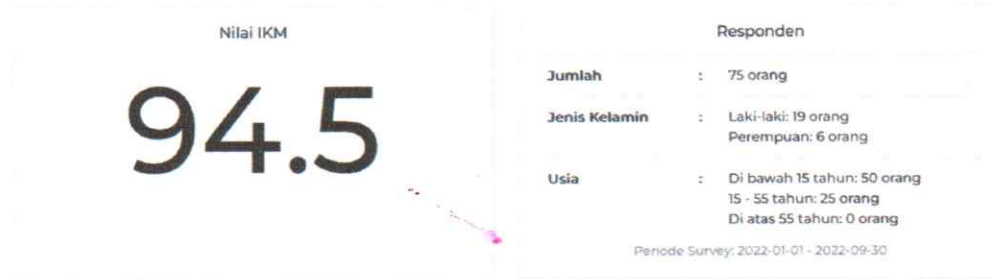 Nilai IKM
94.5
Responden
Jumlah : 75 orang
Jenis Kelamin : Laki-laki: 19 orang
Perempuan: 6 orang
Usia : Di bawah 15 tahun: 50 orang
15 - 55 tahun: 25 orang
Di atas 55 tahun: 0 orang
Periode Survey: 2022-01-01 - 2022-09-30